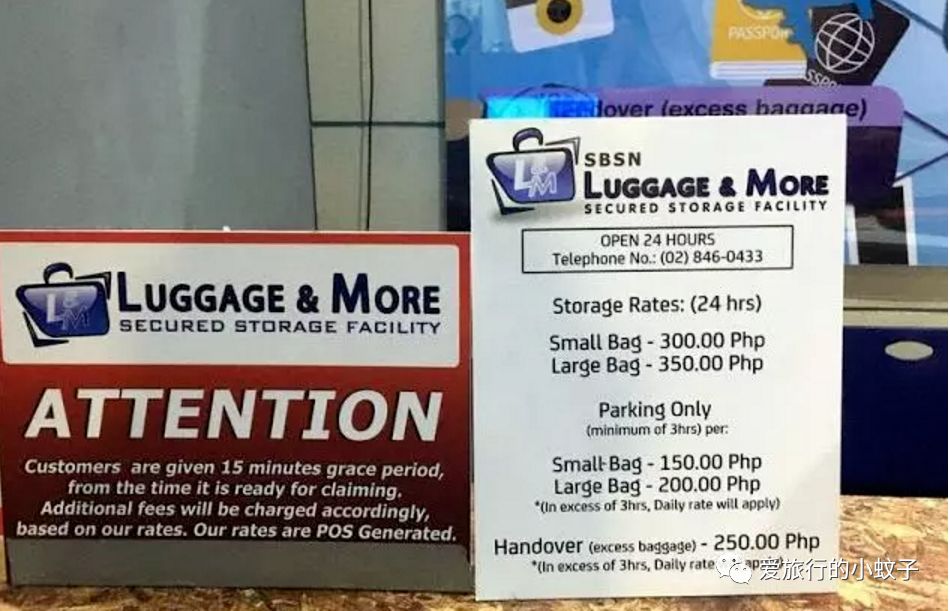 PASSPO
SSPO
dover (excess baggage)
L&M
SBSN
LUGGAGE & MORE
SECURED STORAGE FACILITY
OPEN 24 HOURS
Telephone No.: (02) 846-0433
Storage Rates: (24 hrs)
Small Bag - 300.00 Php
Large Bag - 350.00 Php
Parking Only
(minimum of 3hrs) per:
Small Bag - 150.00 Php
Large Bag - 200.00 Php
*(In excess of 3hrs, Daily rate will apply)
Handover (excess baggage) - 250.00 Php
*(In excess of 3hrs, Daily rate
L&M
LUGGAGE & MORE
SECURED STORAGE FACILITY
ATTENTION
Customers are given 15 minutes grace period,
from the time it is ready for claiming.
Additional fees will be charged accordingly,
based on our rates. Our rates are POS Generated.
爱旅行的小蚊子